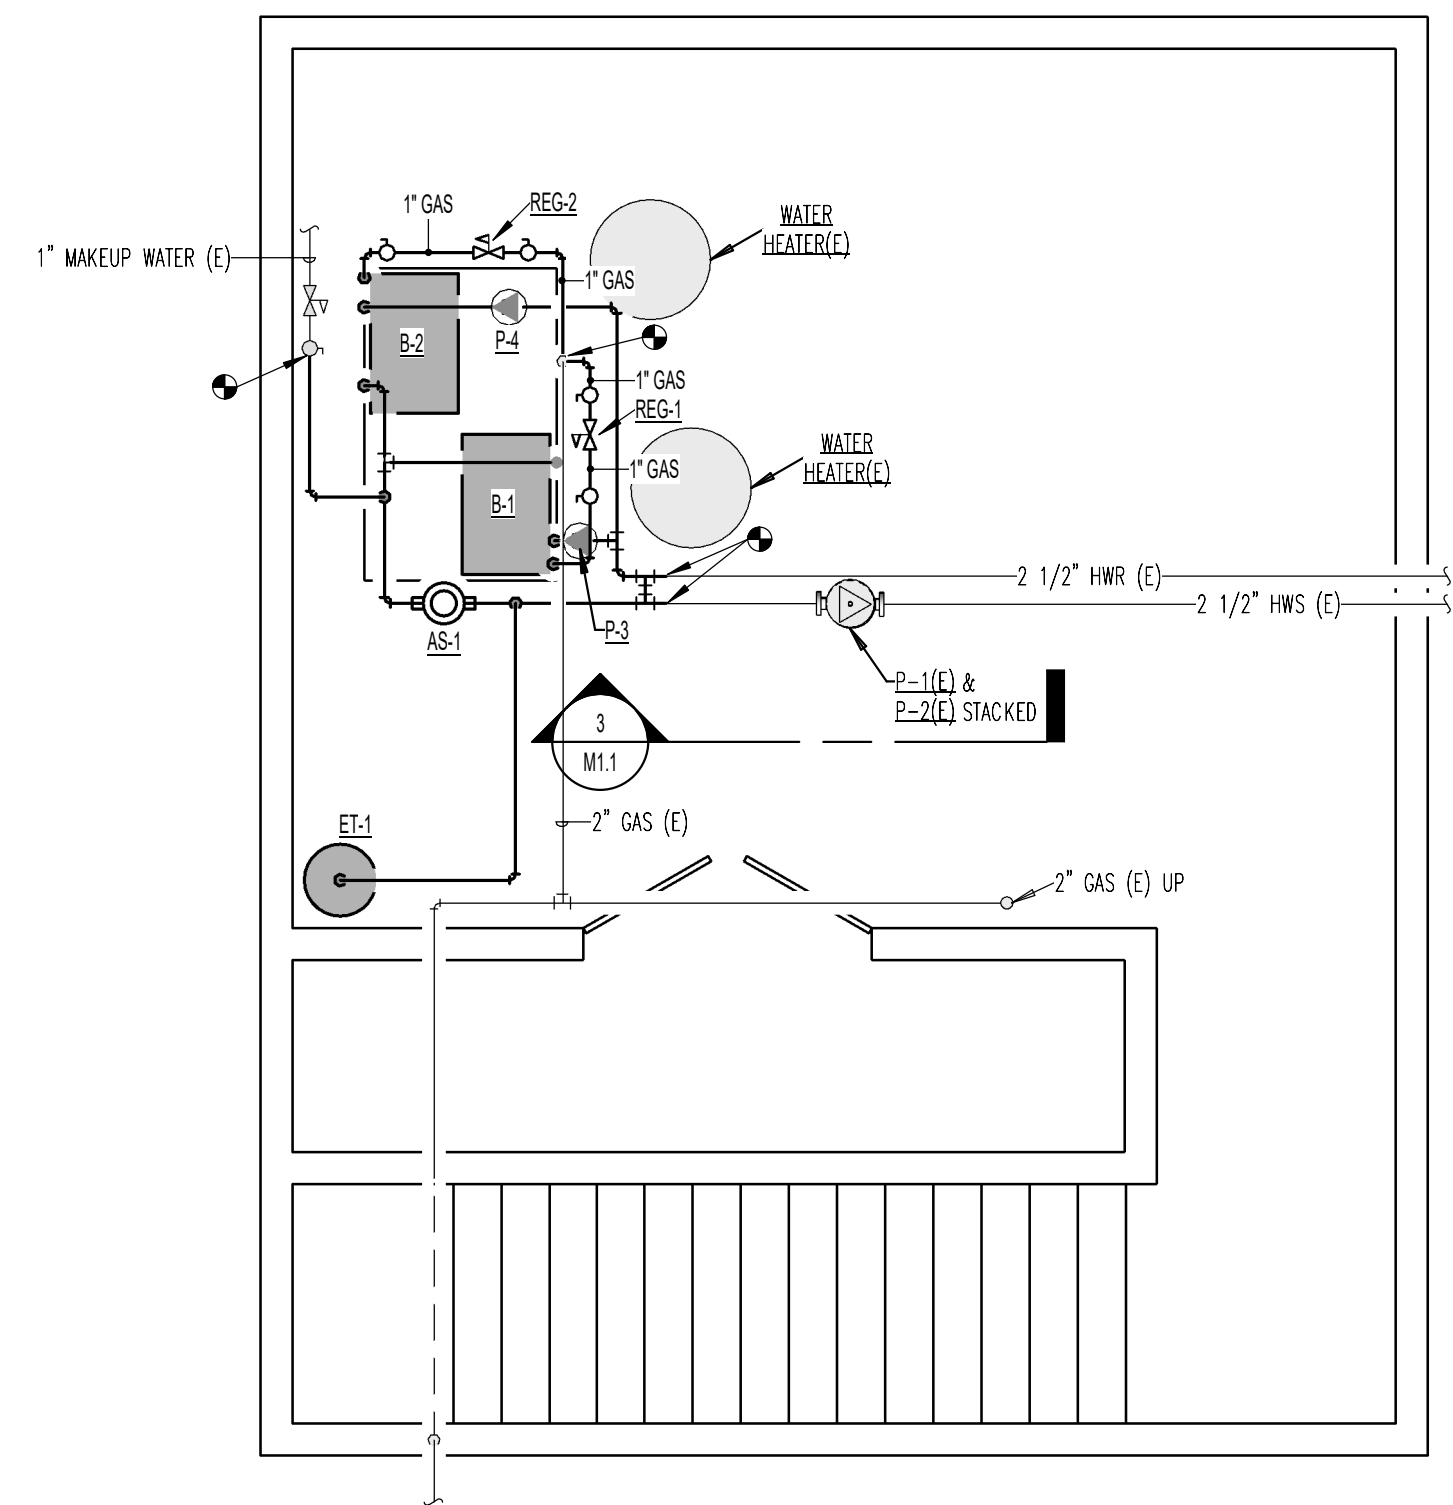 1" GAS
REG-2
WATER
HEATER(E)
1" MAKEUP WATER (E)
1" GAS
B-2
P-4
1" GAS
REG-1
WATER
HEATER(E)
1" GAS
B-1
2 1/2" HWR (E)
2 1/2" HWS (E)
AS-1
P-3
P-1(E) &
P-2(E) STACKED
3
M1.1
2" GAS (E)
ET-1
2" GAS (E) UP